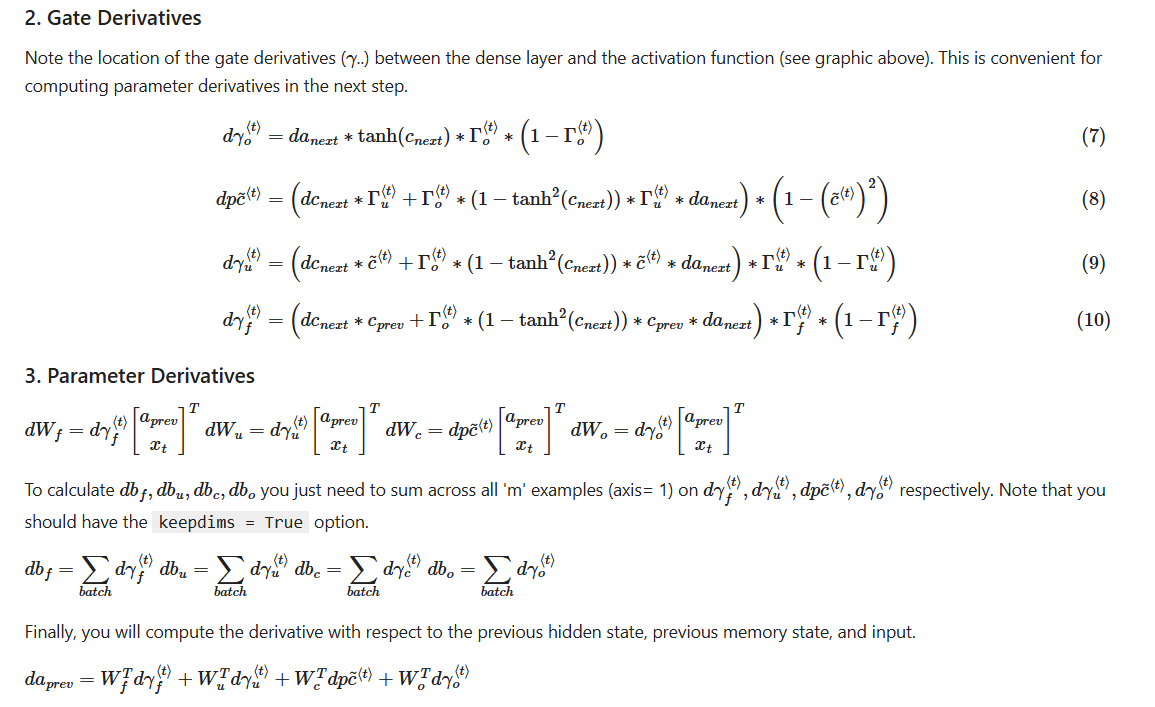 2. Gate Derivatives
Note the location of the gate derivatives (γ..) between the dense layer and the activation function (see graphic above). This is convenient for
computing parameter derivatives in the next step.
$d\gamma_o^{\langle t \rangle} = da_{next} * \tanh(c_{next}) * \Gamma_o^{\langle t \rangle} * \left(1 - \Gamma_o^{\langle t \rangle}\right)$ (7)
$dp\tilde{c}^{\langle t \rangle} = \left(dc_{next} * \Gamma_u^{\langle t \rangle} + \Gamma_o^{\langle t \rangle} * (1 - \tanh^2(c_{next})) * \Gamma_u^{\langle t \rangle} * da_{next}\right) * \left(1 - \left(\tilde{c}^{\langle t \rangle}\right)^2\right)$ (8)
$d\gamma_u^{\langle t \rangle} = \left(dc_{next} * \tilde{c}^{\langle t \rangle} + \Gamma_o^{\langle t \rangle} * (1 - \tanh^2(c_{next})) * \tilde{c}^{\langle t \rangle} * da_{next}\right) * \Gamma_u^{\langle t \rangle} * \left(1 - \Gamma_u^{\langle t \rangle}\right)$ (9)
$d\gamma_f^{\langle t \rangle} = \left(dc_{next} * c_{prev} + \Gamma_o^{\langle t \rangle} * (1 - \tanh^2(c_{next})) * c_{prev} * da_{next}\right) * \Gamma_f^{\langle t \rangle} * \left(1 - \Gamma_f^{\langle t \rangle}\right)$ (10)
3. Parameter Derivatives
$dW_f = d\gamma_f^{\langle t \rangle} \begin{bmatrix} a_{prev} \\ x_t \end{bmatrix}^T dW_u = d\gamma_u^{\langle t \rangle} \begin{bmatrix} a_{prev} \\ x_t \end{bmatrix}^T dW_c = dp\tilde{c}^{\langle t \rangle} \begin{bmatrix} a_{prev} \\ x_t \end{bmatrix}^T dW_o = d\gamma_o^{\langle t \rangle} \begin{bmatrix} a_{prev} \\ x_t \end{bmatrix}^T$
To calculate $db_f, db_u, db_c, db_o$ you just need to sum across all 'm' examples (axis= 1) on $d\gamma_f^{\langle t \rangle}, d\gamma_u^{\langle t \rangle}, dp\tilde{c}^{\langle t \rangle}, d\gamma_o^{\langle t \rangle}$ respectively. Note that you
should have the keepdims = True option.
$db_f = \sum_{batch} d\gamma_f^{\langle t \rangle} db_u = \sum_{batch} d\gamma_u^{\langle t \rangle} db_c = \sum_{batch} d\gamma_c^{\langle t \rangle} db_o = \sum_{batch} d\gamma_o^{\langle t \rangle}$
Finally, you will compute the derivative with respect to the previous hidden state, previous memory state, and input.
$da_{prev} = W_f^T d\gamma_f^{\langle t \rangle} + W_u^T d\gamma_u^{\langle t \rangle} + W_c^T dp\tilde{c}^{\langle t \rangle} + W_o^T d\gamma_o^{\langle t \rangle}$